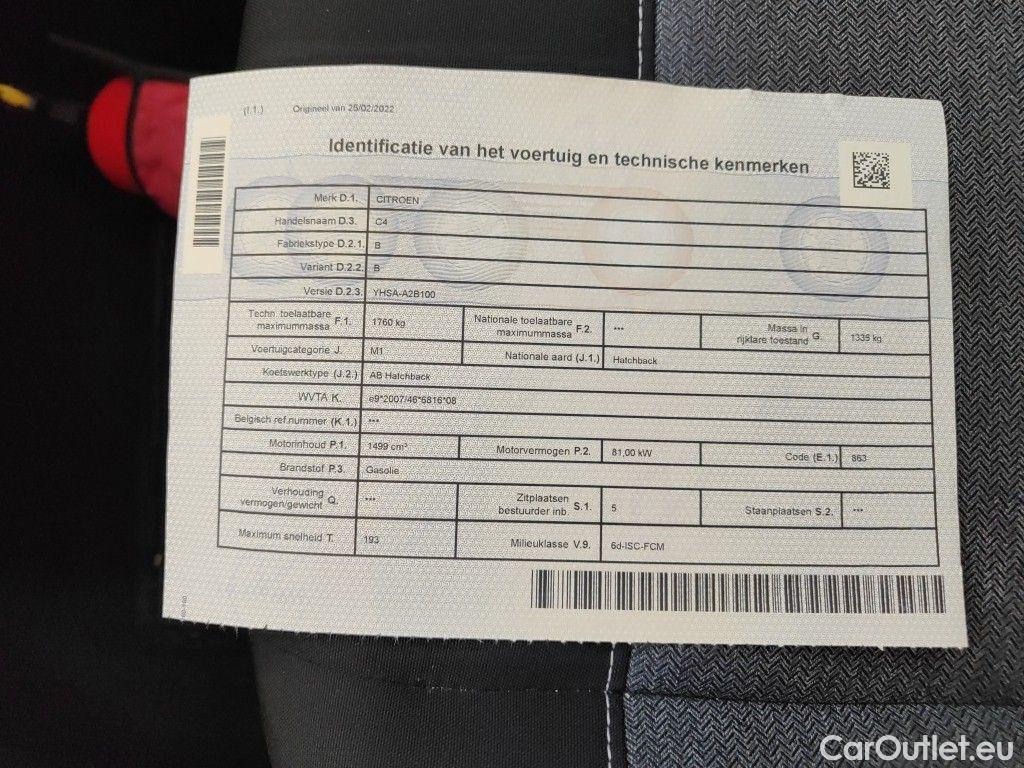 (I.1.) Origineel van 25/02/2022
Identificatie van het voertuig en technische kenmerken
Merk D.1. CITROEN
Handelsnaam D.3. C4
Fabriekstype D.2.1. B
Variant D.2.2. B
Versie D.2.3. YHSA-A2B100
Techn. toelaatbare maximummassa F.1. 1760 kg Nationale toelaatbare maximummassa F.2. *** Massa in rijklare toestand G. 1335 kg
Voertuigcategorie J. M1 Nationale aard (J.1.) Hatchback
Koetswerktype (J.2.) AB Hatchback
WVTA K. e9*2007/46*6816*08
Belgisch ref.nummer (K.1.) ***
Motorinhoud P.1. 1499 cm³ Motorvermogen P.2. 81,00 kW Code (E.1.) 863
Brandstof P.3. Gasolie
Verhouding vermogen/gewicht Q. *** Zitplaatsen bestuurder inb. S.1. 5 Staanplaatsen S.2. ***
Maximum snelheid T. 193 Milieuklasse V.9. 6d-ISC-FCM
CarOutlet.eu